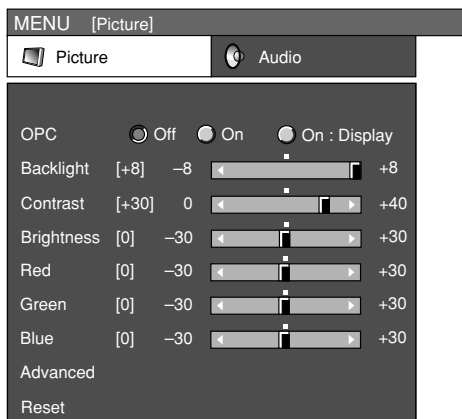 MENU [Picture]
Picture Audio
OPC Off On On : Display
Backlight [+8] –8 +8
Contrast [+30] 0 +40
Brightness [0] –30 +30
Red [0] –30 +30
Green [0] –30 +30
Blue [0] –30 +30
Advanced
Reset